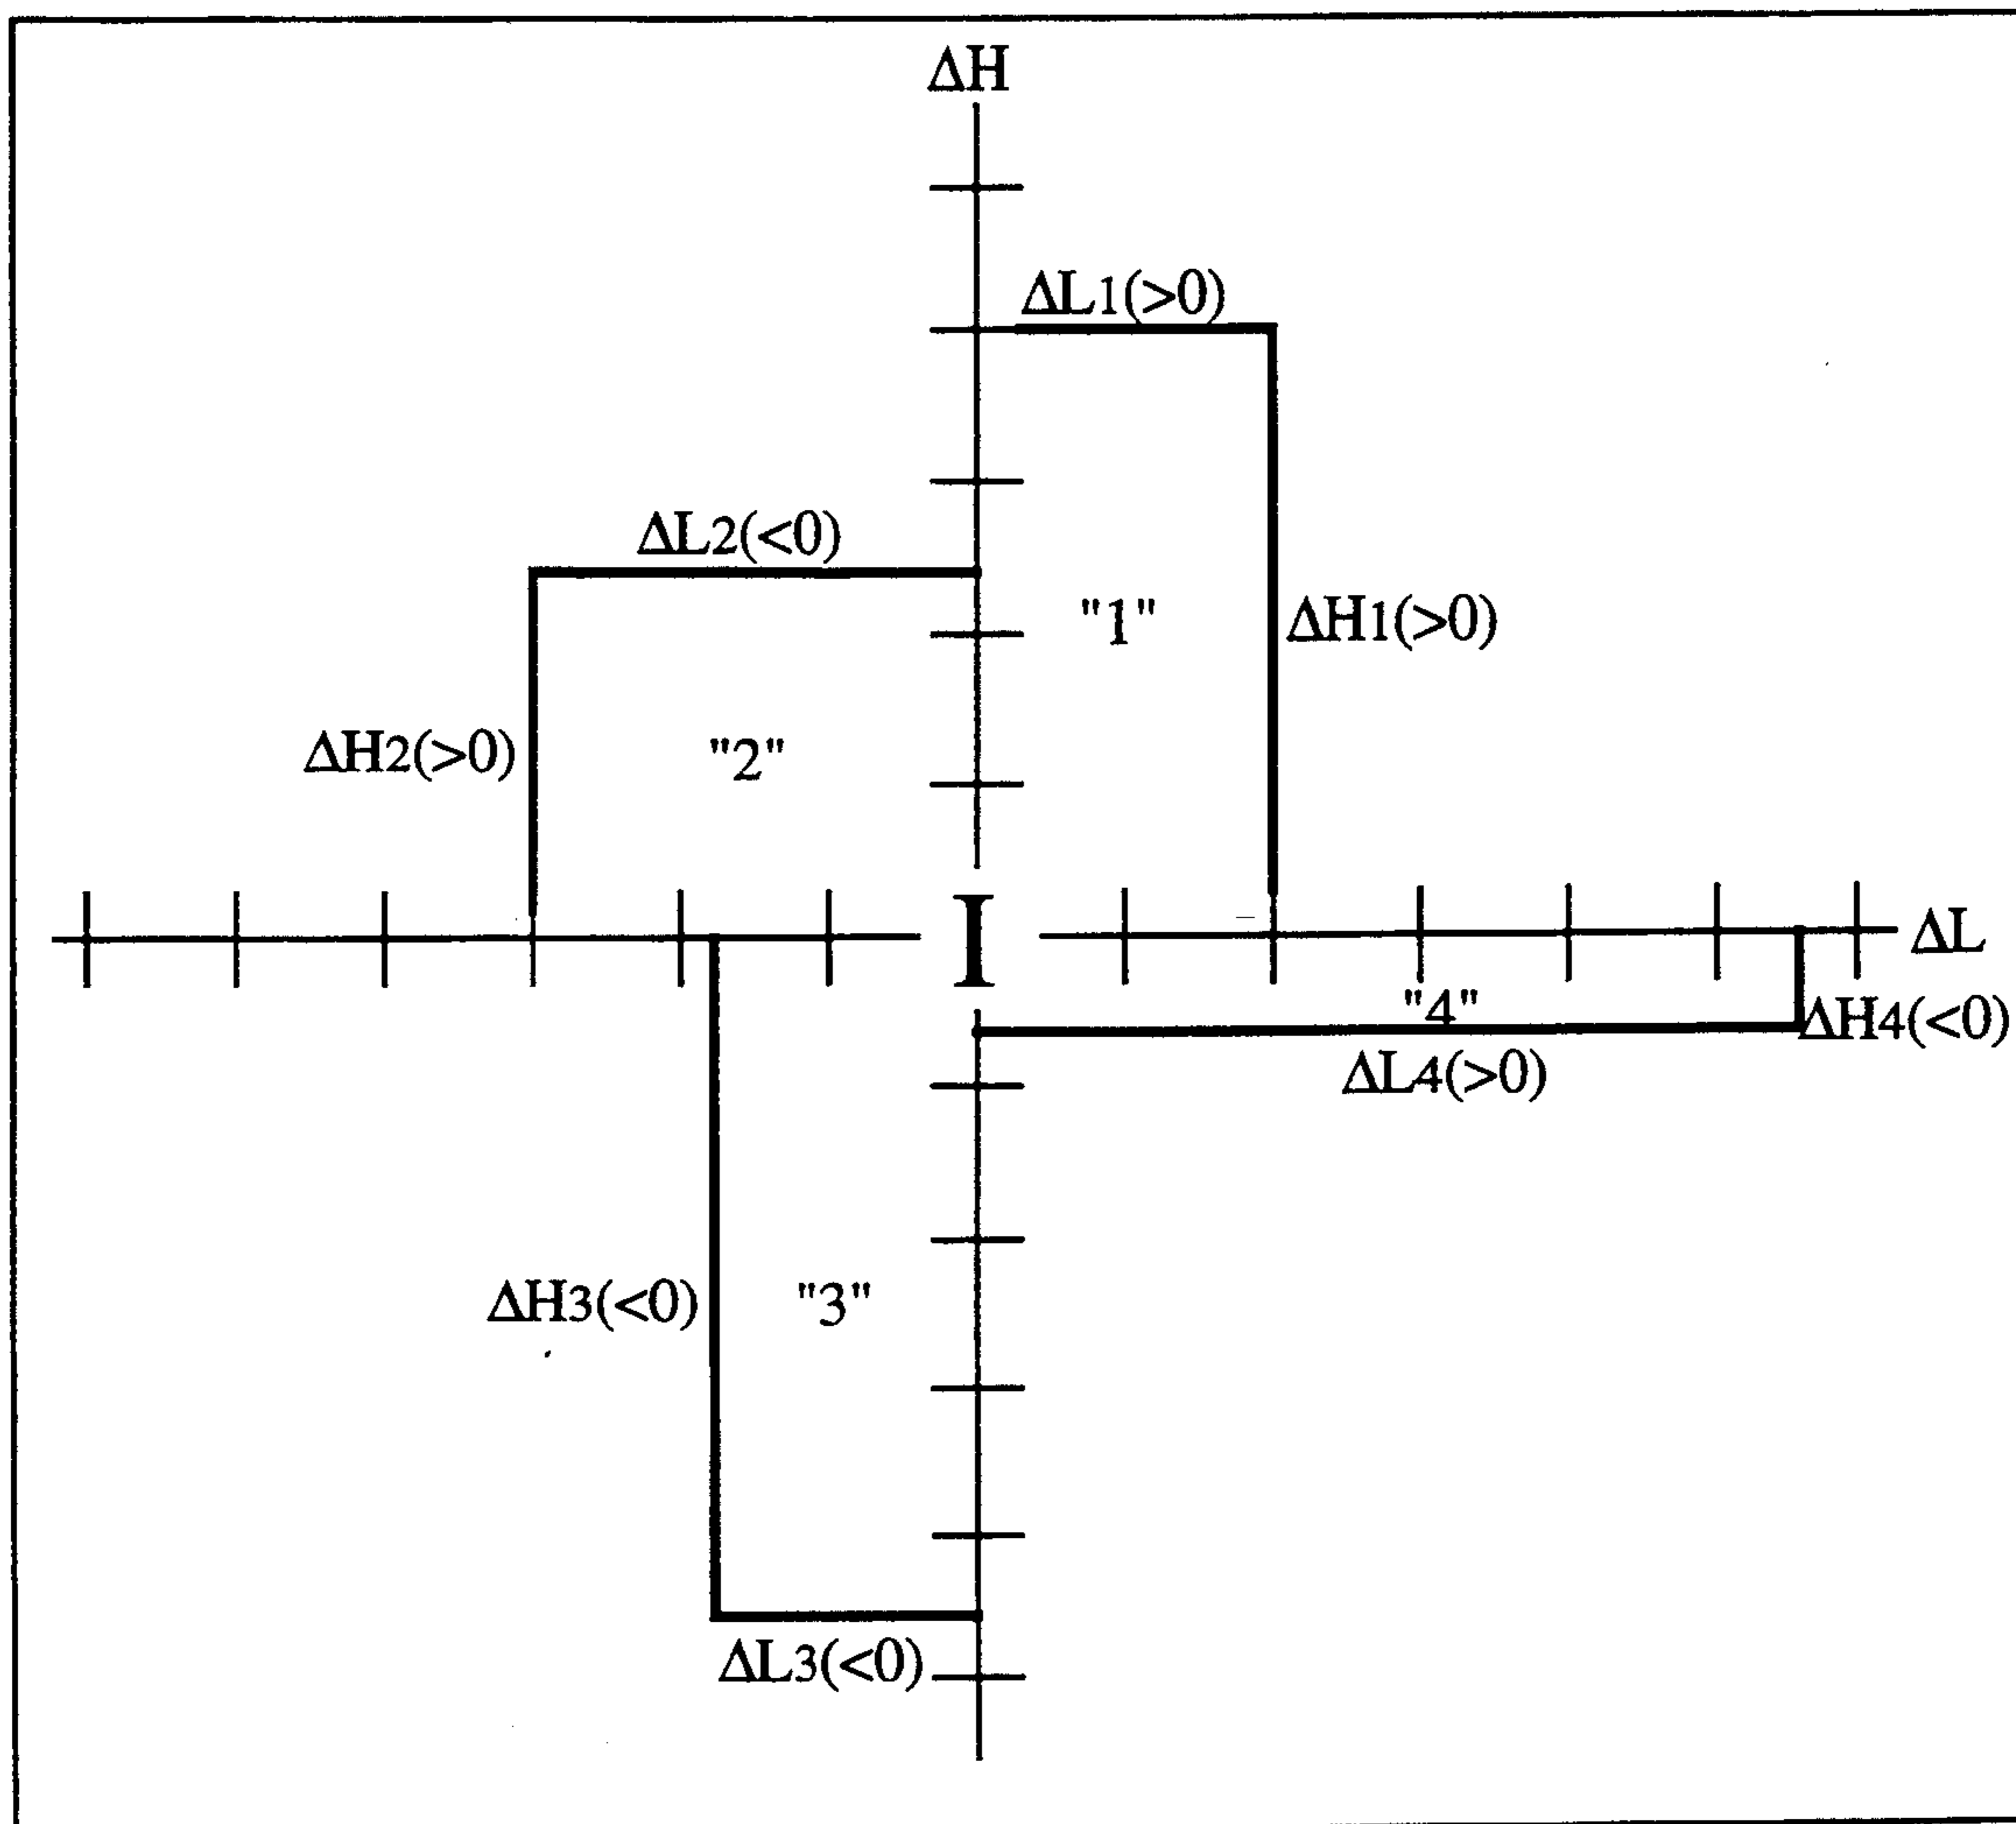 ΔH
ΔL1(>0)
ΔL2(<0)
"1"
ΔH1(>0)
ΔH2(>0)
"2"
I
ΔL
"4"
ΔH4(<0)
ΔL4(>0)
ΔH3(<0)
"3"
ΔL3(<0)